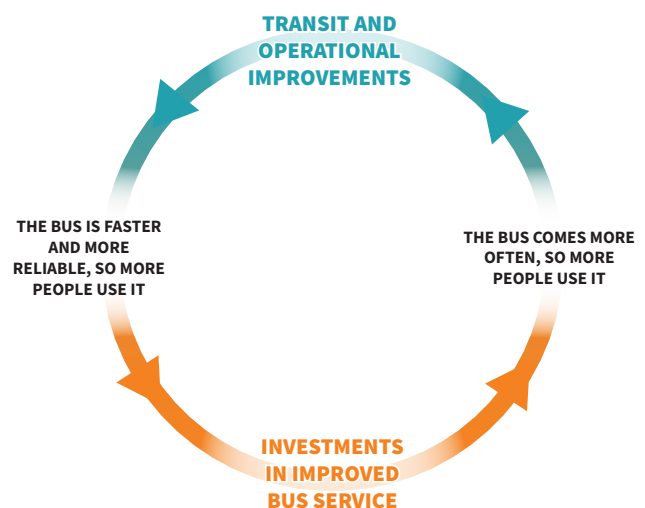 TRANSIT AND
OPERATIONAL
IMPROVEMENTS
THE BUS IS FASTER
AND MORE
RELIABLE, SO MORE
PEOPLE USE IT
THE BUS COMES MORE
OFTEN, SO MORE
PEOPLE USE IT
INVESTMENTS
IN IMPROVED
BUS SERVICE